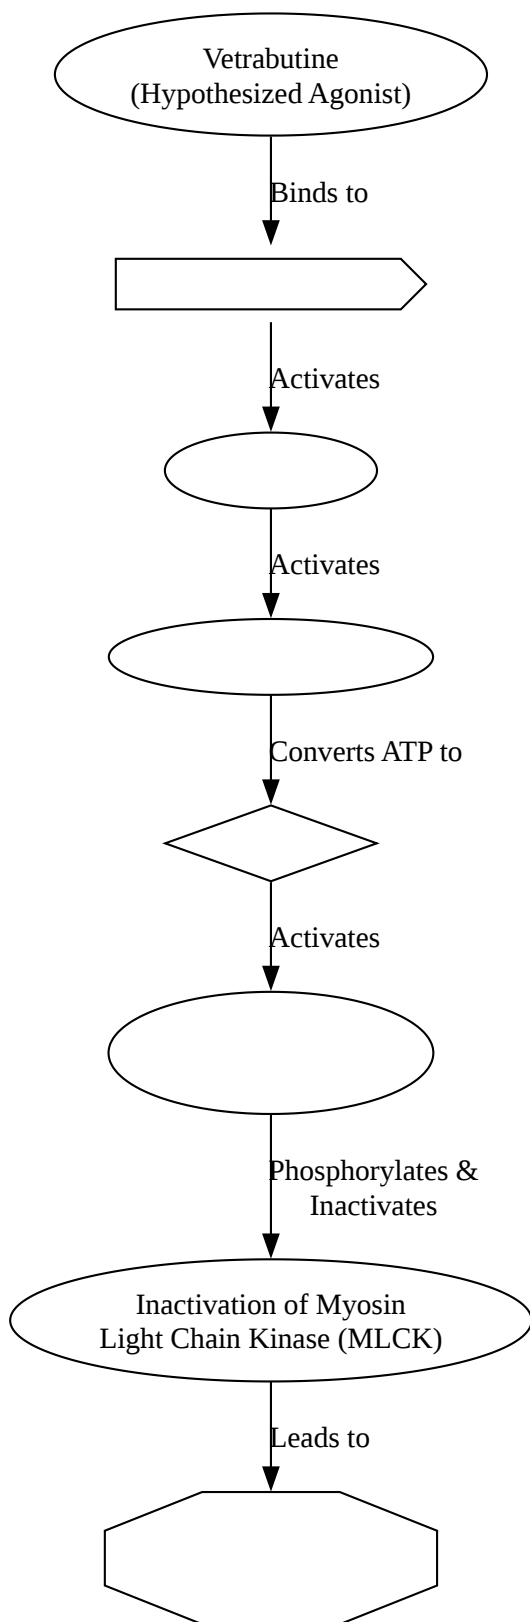 Vetrabutine
(Hypothesized Agonist)
Binds to
Activates
Activates
Converts ATP to
Activates
Phosphorylates &
Inactivates
Inactivation of Myosin
Light Chain Kinase (MLCK)
Leads to